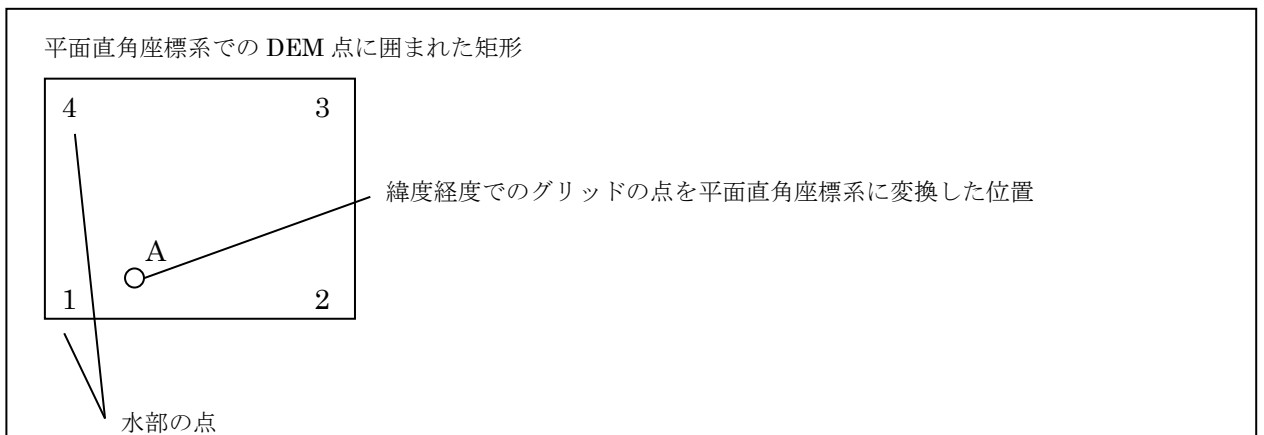 平面直角座標系での DEM 点に囲まれた矩形
4 3
緯度経度でのグリッドの点を平面直角座標系に変換した位置
A
1 2
水部の点